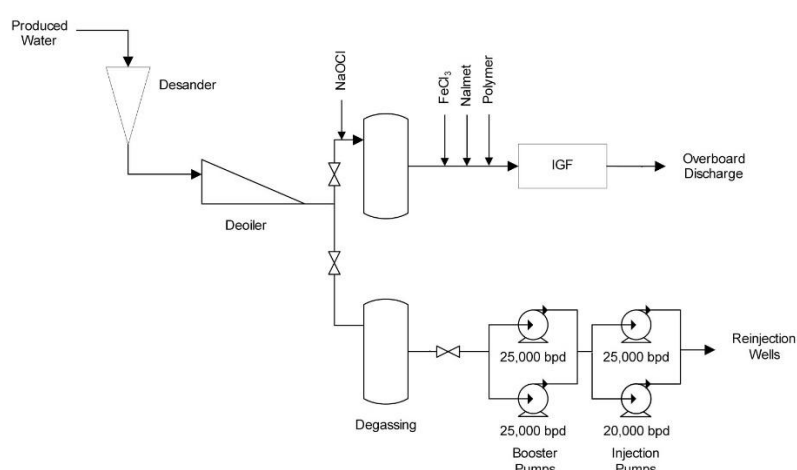 Produced
Water
Desander
NaOCl
FeCl₃
Nalmet
Polymer
IGF
Overboard
Discharge
Deoiler
Degassing
25,000 bpd
25,000 bpd
Reinjection
Wells
25,000 bpd
20,000 bpd
Booster
Pumps
Injection
Pumps